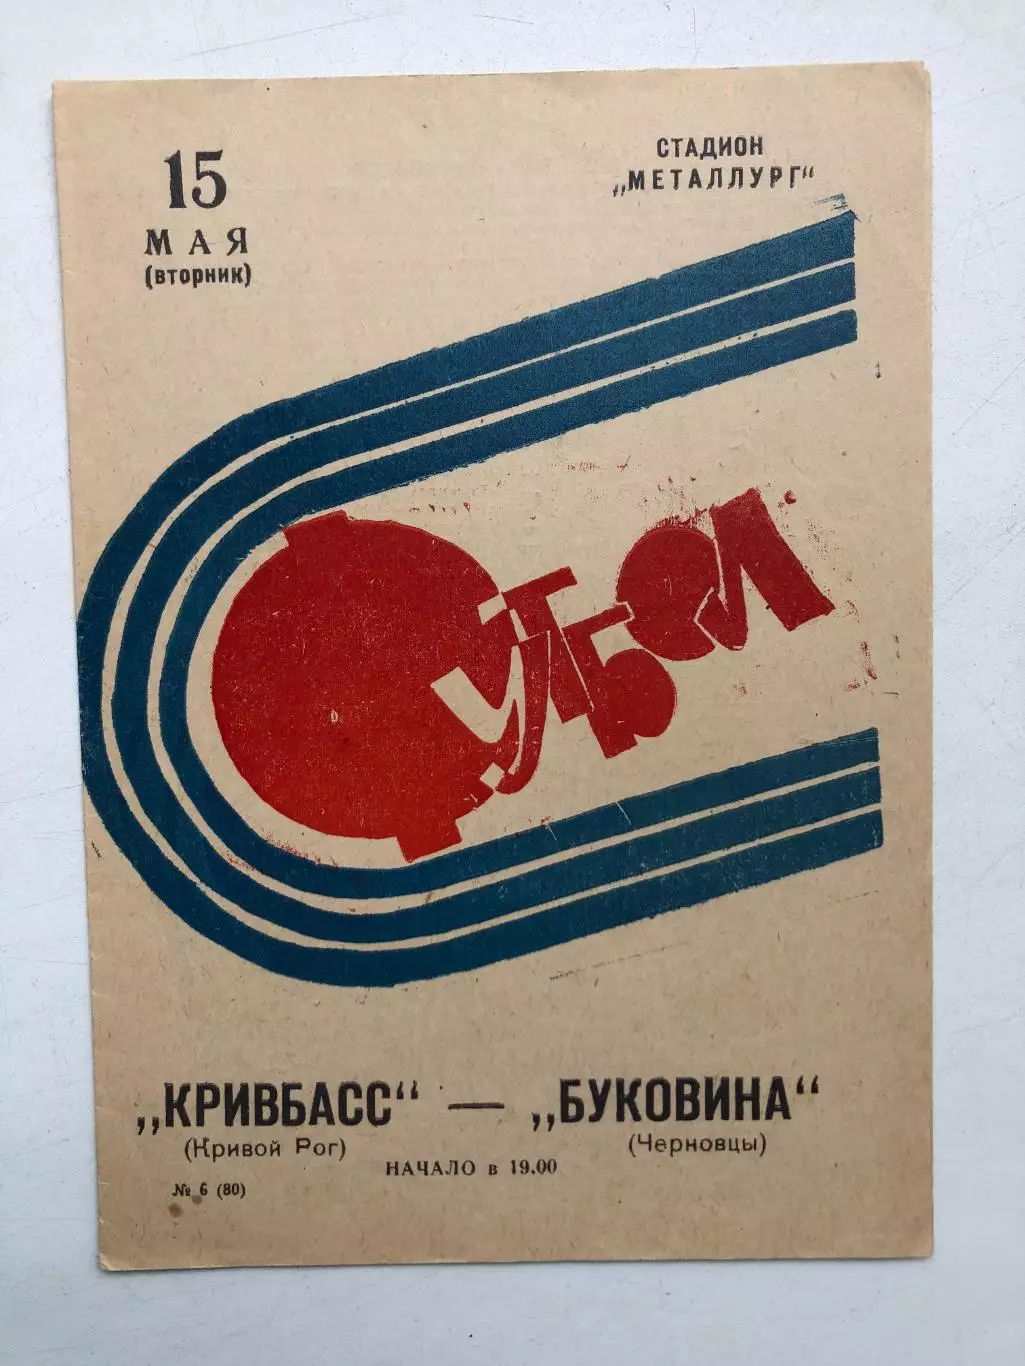 15
МАЯ
(вторник)
СТАДИОН
„МЕТАЛЛУРГ“
ФУТБОЛ
„КРИВБАСС“ — „БУКОВИНА“
(Кривой Рог) (Черновцы)
НАЧАЛО в 19.00
№ 6 (80)